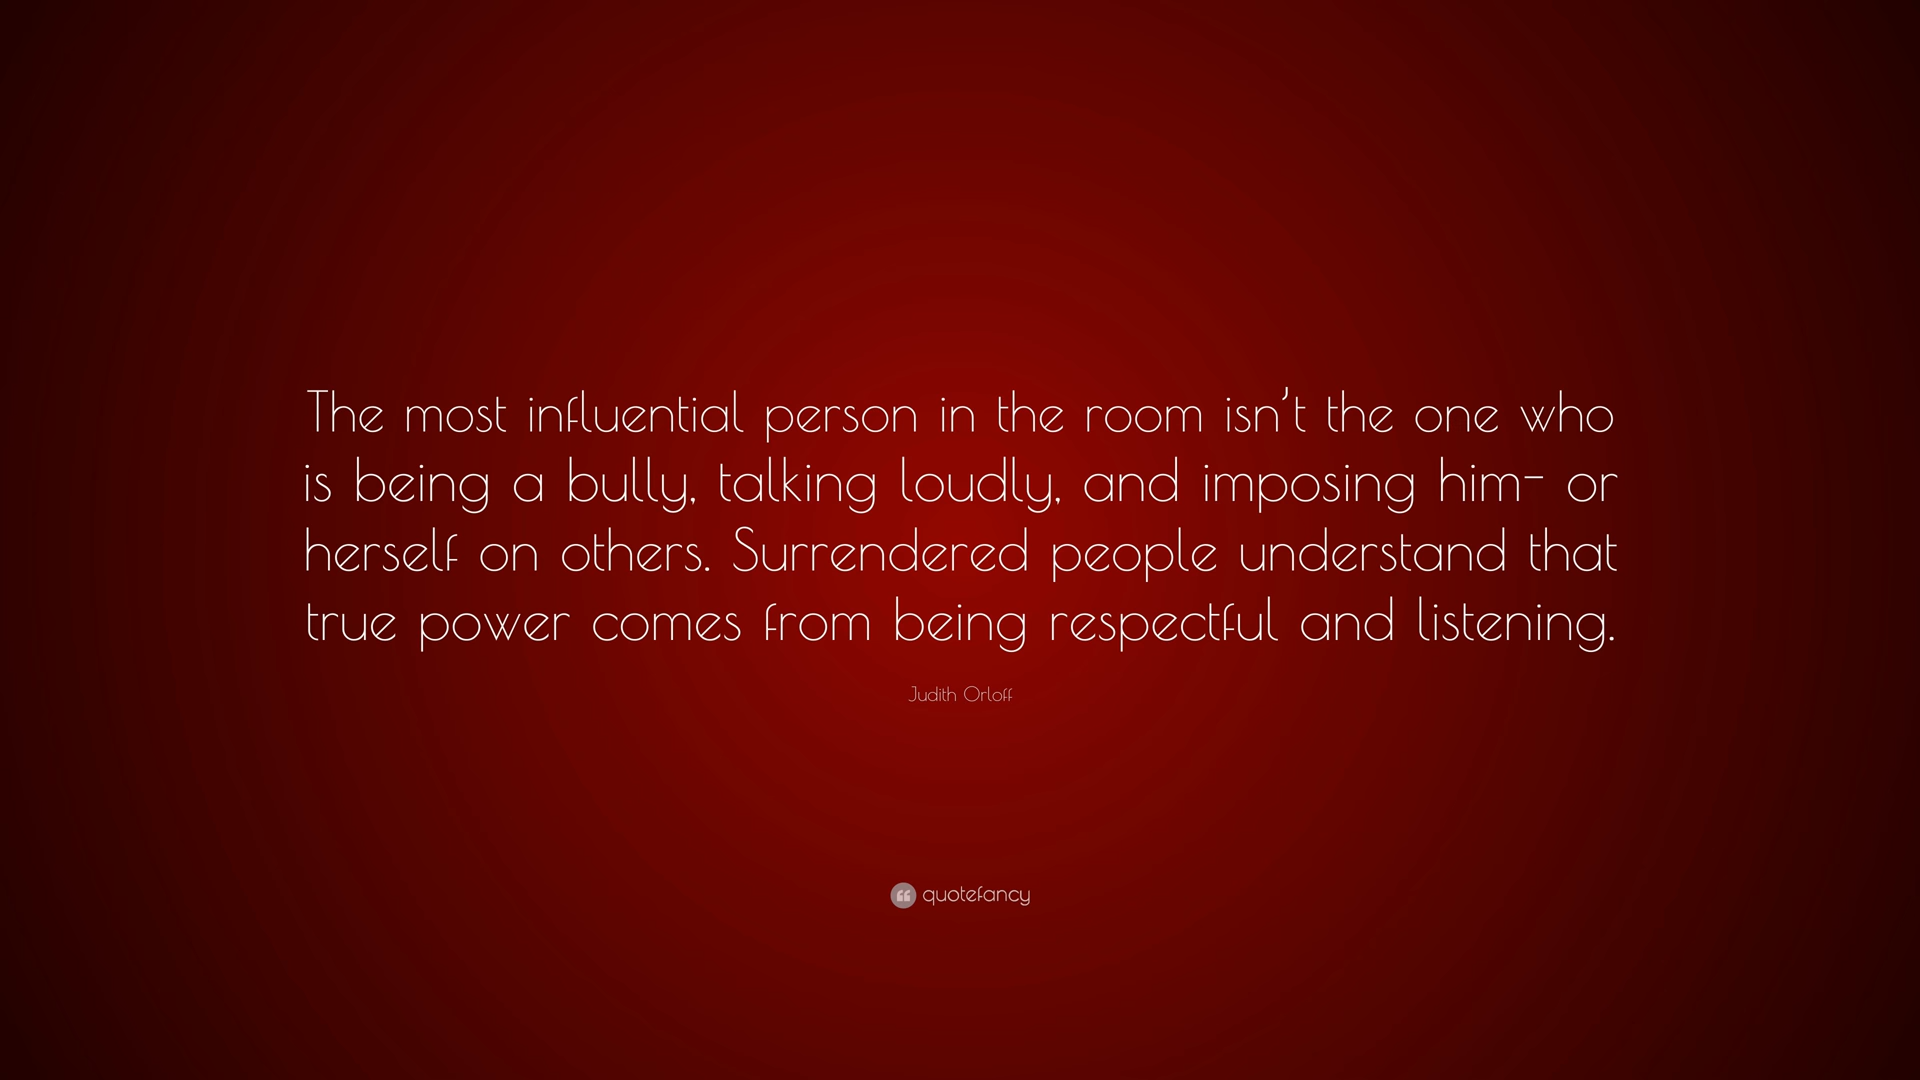 The most influential person in the room isn’t the one who
is being a bully, talking loudly, and imposing him- or
herself on others. Surrendered people understand that
true power comes from being respectful and listening.
Judith Orloff
quotefancy